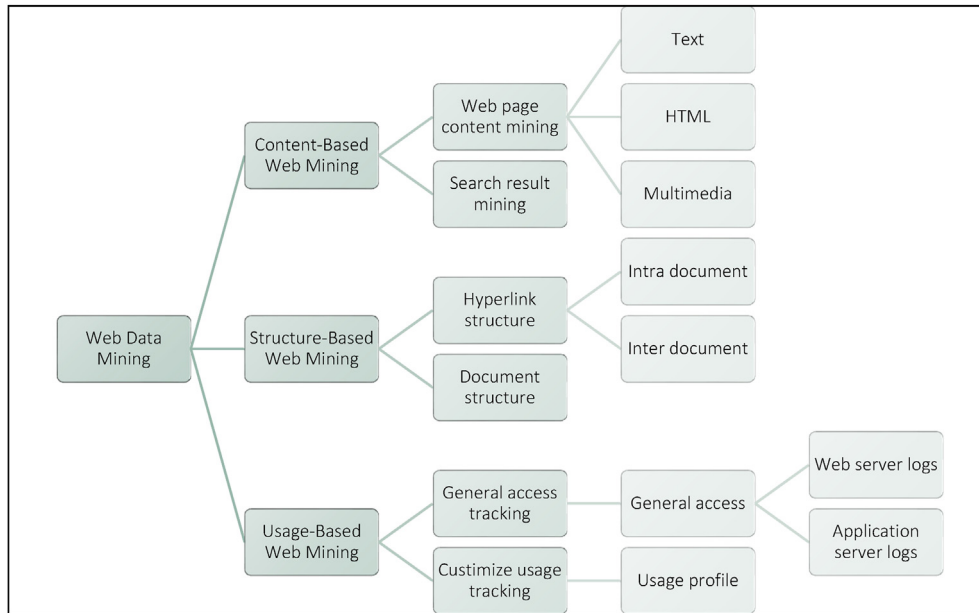 Web Data
Mining
Content-Based
Web Mining
Web page
content mining
Text
HTML
Multimedia
Search result
mining
Structure-Based
Web Mining
Hyperlink
structure
Intra document
Inter document
Document
structure
Usage-Based
Web Mining
General access
tracking
General access
Web server logs
Application
server logs
Custimize usage
tracking
Usage profile